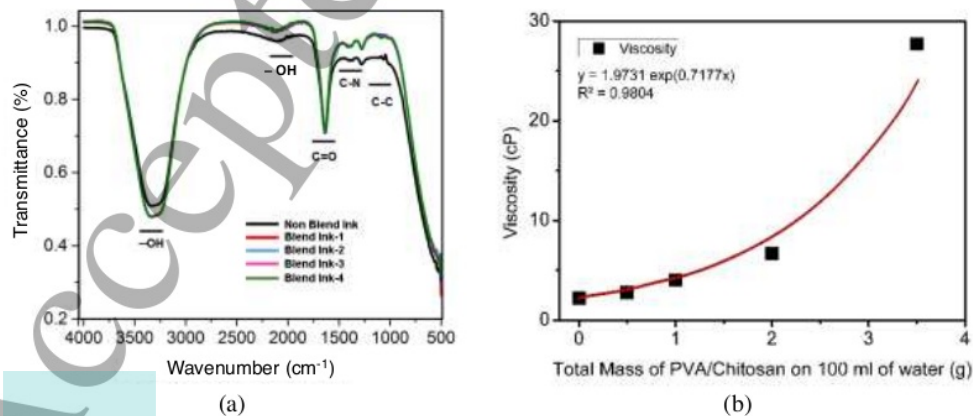 1.0
0.8
0.6
0.4
0.2
Transmittance (%)
– OH
C-N
C-C
C=O
–OH
Non Blend Ink
Blend Ink-1
Blend Ink-2
Blend Ink-3
Blend Ink-4
4000 3500 3000 2500 2000 1500 1000 500
Wavenumber (cm⁻¹)
(a)
30
20
10
0
Viscosity (cP)
Viscosity
y = 1.9731 exp(0.7177x)
R² = 0.9804
0 1 2 3 4
Total Mass of PVA/Chitosan on 100 ml of water (g)
(b)